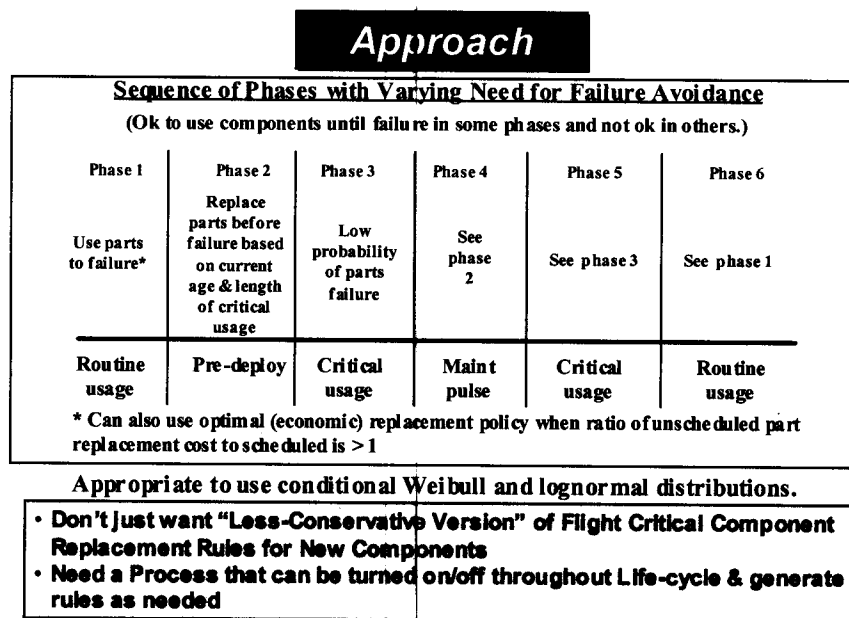 Approach
Sequence of Phases with Varying Need for Failure Avoidance
(Ok to use components until failure in some phases and not ok in others.)
Phase 1
Use parts
to failure*
Phase 2
Replace
parts before
failure based
on current
age & length
of critical
usage
Phase 3
Low
probability
of parts
failure
Phase 4
See
phase
2
Phase 5
See phase 3
Phase 6
See phase 1
Routine
usage
Pre-deploy
Critical
usage
Maint
pulse
Critical
usage
Routine
usage
* Can also use optimal (economic) replacement policy when ratio of unscheduled part
replacement cost to scheduled is > 1
Appropriate to use conditional Weibull and lognormal distributions.
• Don't just want "Less-Conservative Version" of Flight Critical Component
Replacement Rules for New Components
• Need a Process that can be turned on/off throughout Life-cycle & generate
rules as needed